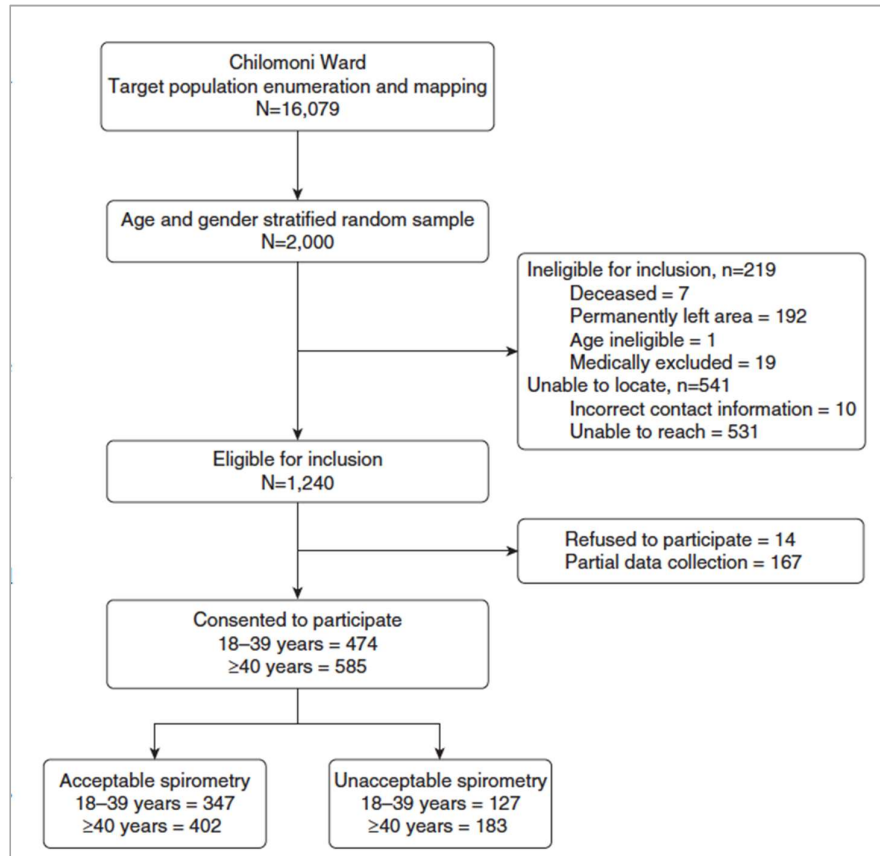 Chilomoni Ward
Target population enumeration and mapping
N=16,079
Age and gender stratified random sample
N=2,000
Ineligible for inclusion, n=219
Deceased = 7
Permanently left area = 192
Age ineligible = 1
Medically excluded = 19
Unable to locate, n=541
Incorrect contact information = 10
Unable to reach = 531
Eligible for inclusion
N=1,240
Refused to participate = 14
Partial data collection = 167
Consented to participate
18–39 years = 474
≥40 years = 585
Acceptable spirometry
18–39 years = 347
≥40 years = 402
Unacceptable spirometry
18–39 years = 127
≥40 years = 183